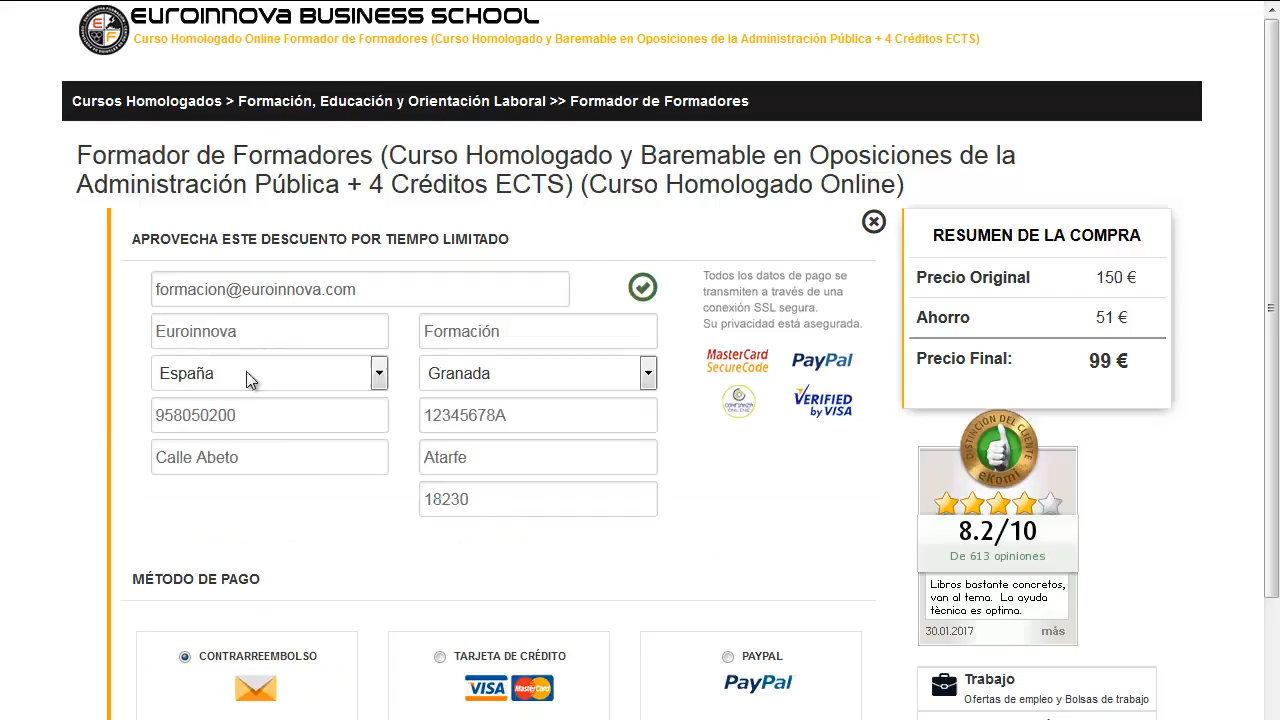 EUROINNOVA BUSINESS SCHOOL
Curso Homologado Online Formador de Formadores (Curso Homologado y Baremable en Oposiciones de la Administración Pública + 4 Créditos ECTS)
Cursos Homologados > Formación, Educación y Orientación Laboral >> Formador de Formadores
Formador de Formadores (Curso Homologado y Baremable en Oposiciones de la
Administración Pública + 4 Créditos ECTS) (Curso Homologado Online)
APROVECHA ESTE DESCUENTO POR TIEMPO LIMITADO
formacion@euroinnova.com
Euroinnova
Formación
España
Granada
958050200
12345678A
Calle Abeto
Atarfe
18230
Todos los datos de pago se
transmiten a través de una
conexión SSL segura.
Su privacidad está asegurada.
MasterCard
SecureCode
PayPal
CONFIANZA
ONLINE
VERIFIED
by VISA
RESUMEN DE LA COMPRA
Precio Original 150 €
Ahorro 51 €
Precio Final: 99 €
DISTINCIÓN DEL CLIENTE
eKomi
8.2/10
De 613 opiniones
Libros bastante concretos,
van al tema. La ayuda
tècnica es optima.
30.01.2017 más
MÉTODO DE PAGO
CONTRARREEMBOLSO
TARJETA DE CRÉDITO
VISA
MasterCard
PAYPAL
PayPal
Trabajo
Ofertas de empleo y Bolsas de trabajo